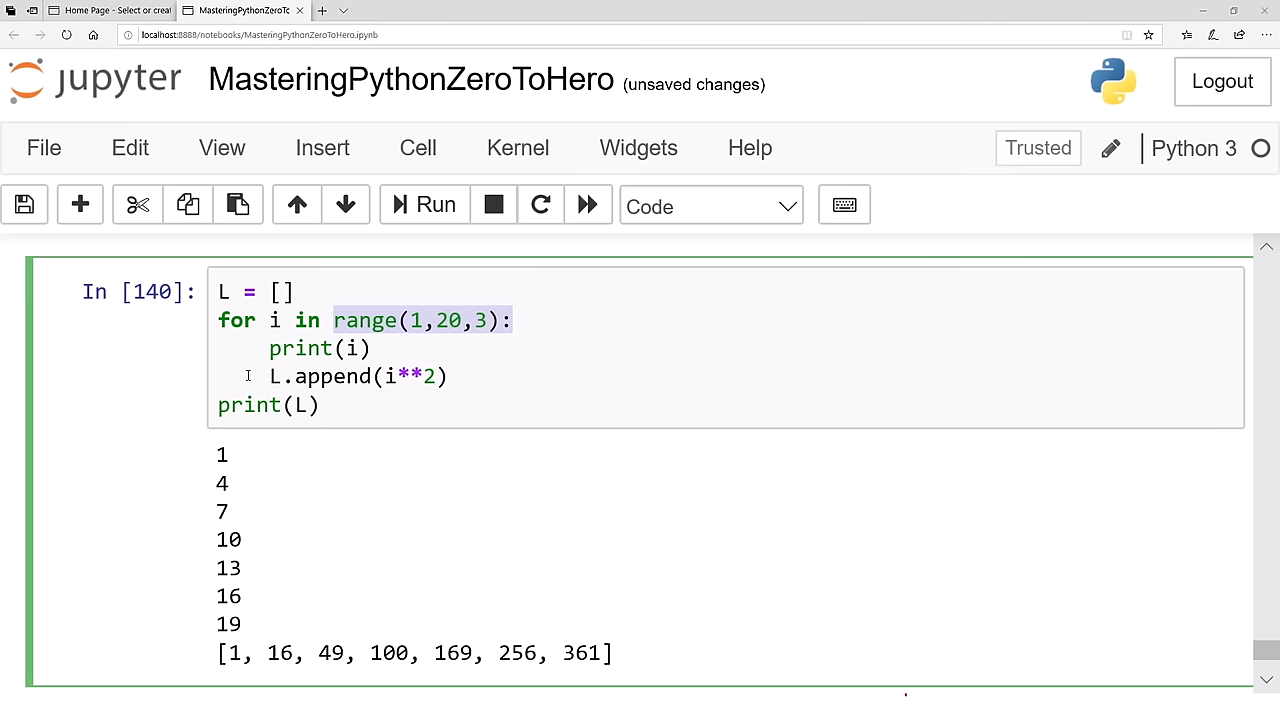 Home Page - Select or creat
MasteringPythonZeroToc
localhost:8888/notebooks/MasteringPythonZeroToHero.ipynb
jupyter MasteringPythonZeroToHero (unsaved changes)
Logout
File Edit View Insert Cell Kernel Widgets Help
Trusted
Python 3
Run
Code
In [140]: L = []
for i in range(1,20,3):
    print(i)
    L.append(i**2)
print(L)
1
4
7
10
13
16
19
[1, 16, 49, 100, 169, 256, 361]